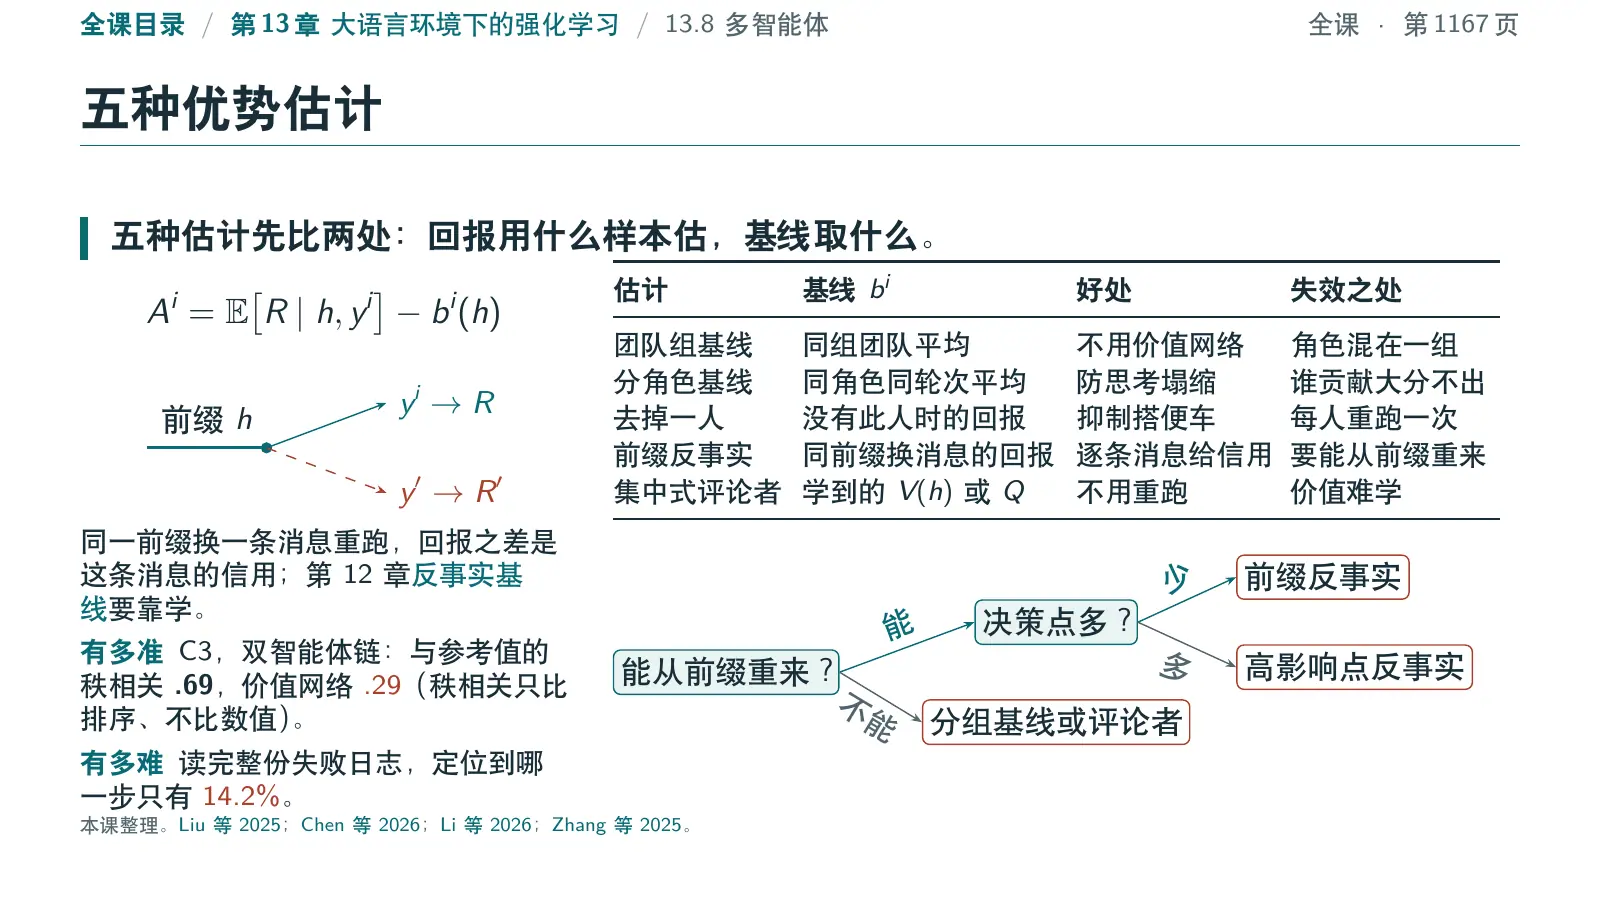 全课目录 / 第 13 章 大语言环境下的强化学习 / 13.8 多智能体
全课 · 第 1167 页
五种优势估计
五种估计先比两处：回报用什么样本估，基线取什么。
A^i = 𝔼[R | h, y^i] − b^i(h)
前缀 h
y^i → R
y′ → R′
同一前缀换一条消息重跑，回报之差是
这条消息的信用；第 12 章反事实基
线要靠学。
有多准 C3，双智能体链：与参考值的
秩相关 .69，价值网络 .29（秩相关只比
排序、不比数值）。
有多难 读完整份失败日志，定位到哪
一步只有 14.2%。
估计 基线 b^i 好处 失效之处
团队组基线 同组团队平均 不用价值网络 角色混在一组
分角色基线 同角色同轮次平均 防思考塌缩 谁贡献大分不出
去掉一人 没有此人时的回报 抑制搭便车 每人重跑一次
前缀反事实 同前缀换消息的回报 逐条消息给信用 要能从前缀重来
集中式评论者 学到的 V(h) 或 Q 不用重跑 价值难学
能从前缀重来？
能
不能
决策点多？
少
多
前缀反事实
高影响点反事实
分组基线或评论者
本课整理。Liu 等 2025；Chen 等 2026；Li 等 2026；Zhang 等 2025。